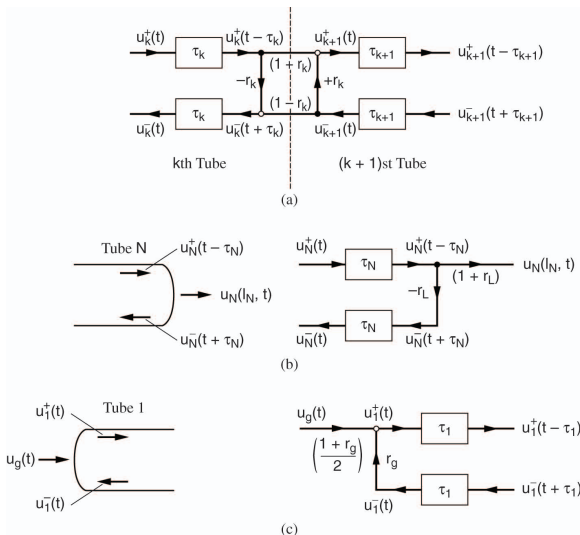 u_k^+(t) u_k^+(t − τ_k) u_{k+1}^+(t)
τ_k τ_{k+1} u_{k+1}^+(t − τ_{k+1})
(1 + r_k)
−r_k +r_k
(1 − r_k)
τ_k τ_{k+1} u_{k+1}^−(t + τ_{k+1})
u_k^−(t) u_k^−(t + τ_k) u_{k+1}^−(t)
kth Tube (k + 1)st Tube
(a)
Tube N u_N^+(t − τ_N)
u_N(l_N, t)
u_N^−(t + τ_N)
u_N^+(t) u_N^+(t − τ_N)
τ_N u_N(l_N, t)
(1 + r_L)
−r_L
τ_N
u_N^−(t) u_N^−(t + τ_N)
(b)
u_1^+(t) Tube 1
u_g(t)
u_1^−(t)
u_g(t) u_1^+(t)
τ_1 u_1^+(t − τ_1)
(1 + r_g / 2) r_g
τ_1 u_1^−(t + τ_1)
u_1^−(t)
(c)